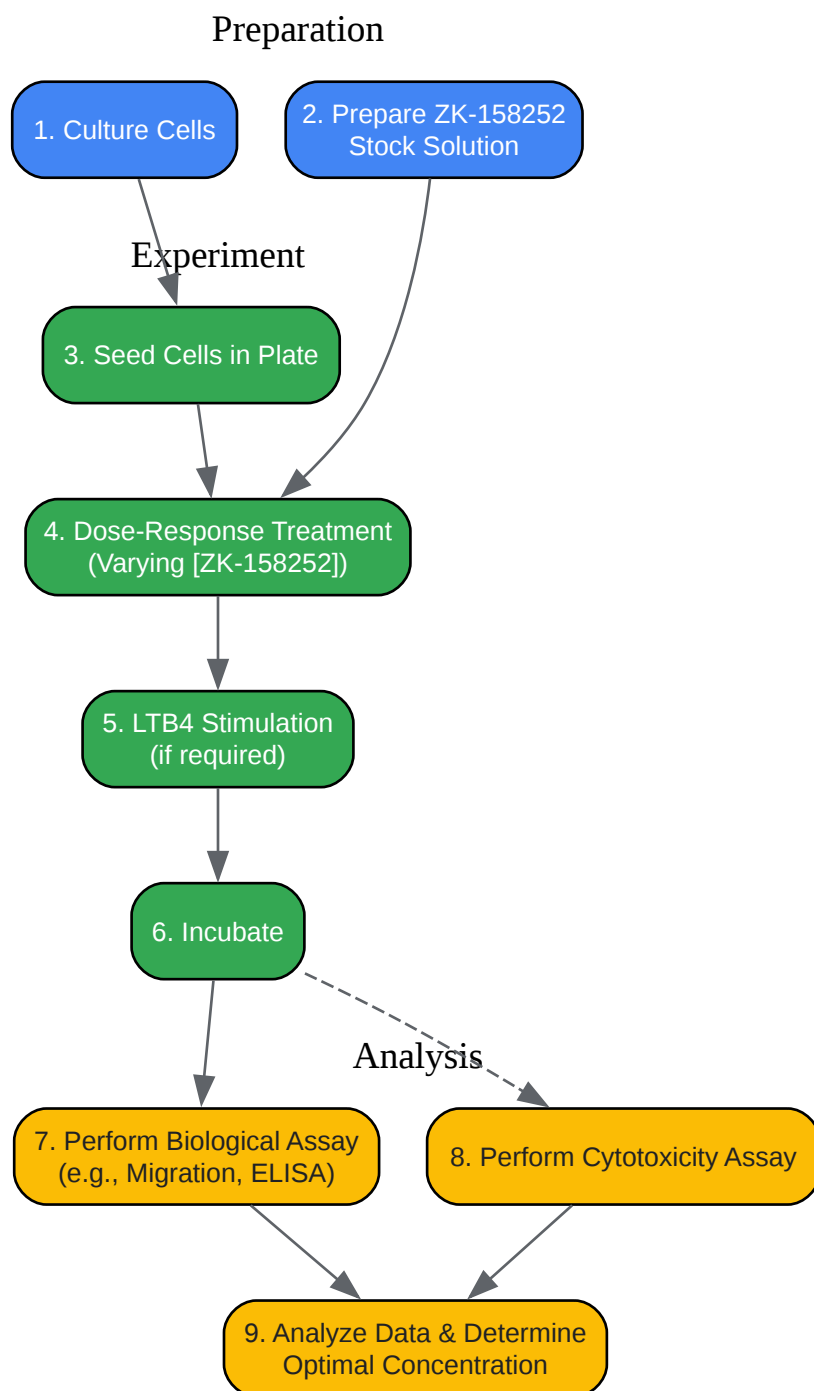 Preparation
1. Culture Cells
2. Prepare ZK-158252
Stock Solution
Experiment
3. Seed Cells in Plate
4. Dose-Response Treatment
(Varying [ZK-158252])
5. LTB4 Stimulation
(if required)
6. Incubate
Analysis
7. Perform Biological Assay
(e.g., Migration, ELISA)
8. Perform Cytotoxicity Assay
9. Analyze Data & Determine
Optimal Concentration